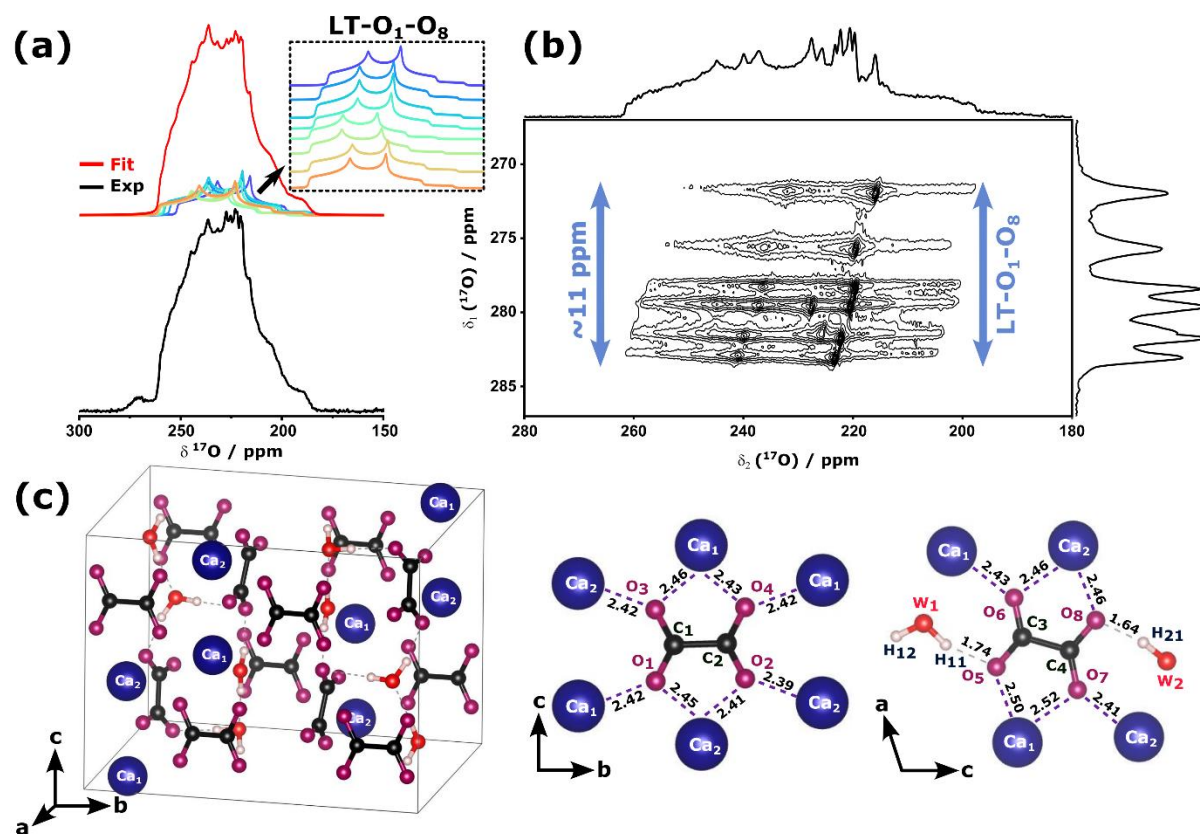 (a)
LT-O₁-O₈
Fit
Exp
300
250
200
150
δ ¹⁷O / ppm
(b)
270
275
280
285
δ₁ (¹⁷O) / ppm
~11 ppm
LT-O₁-O₈
280
260
240
220
200
180
δ₂ (¹⁷O) / ppm
(c)
Ca₁
Ca₂
Ca₂
Ca₁
Ca₁
Ca₂
Ca₂
Ca₁
c
b
a
Ca₁
Ca₂
Ca₁
2.46
2.43
O3
O4
2.42
2.42
C1
C2
O1
O2
2.42
2.45
2.41
2.39
Ca₁
Ca₂
Ca₂
c
b
Ca₁
Ca₂
2.43
2.46
2.46
O6
O8
W1
C3
1.64
H21
H12
H11
1.74
C4
W2
O5
O7
2.50
2.52
2.41
Ca₁
Ca₂
a
c